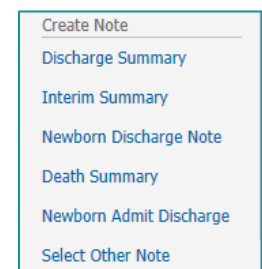 Create Note
Discharge Summary
Interim Summary
Newborn Discharge Note
Death Summary
Newborn Admit Discharge
Select Other Note